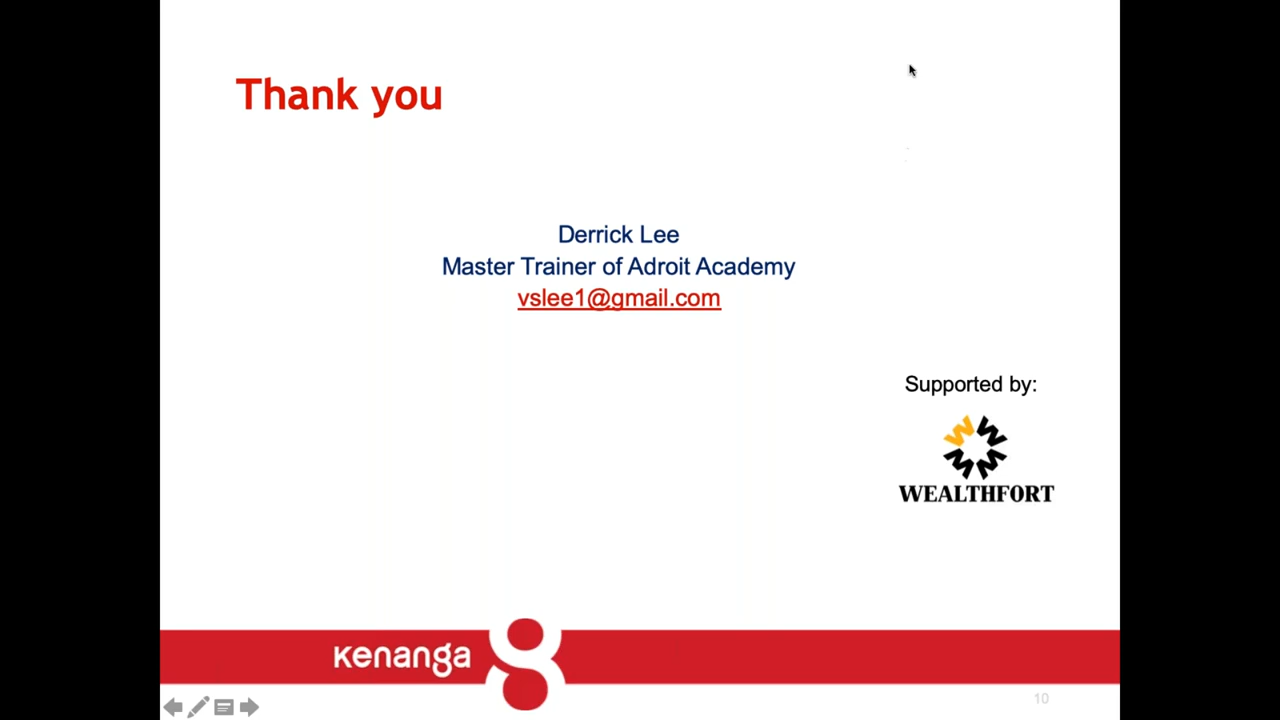 Thank you
Derrick Lee
Master Trainer of Adroit Academy
vslee1@gmail.com
Supported by:
WEALTHFORT
kenanga
10